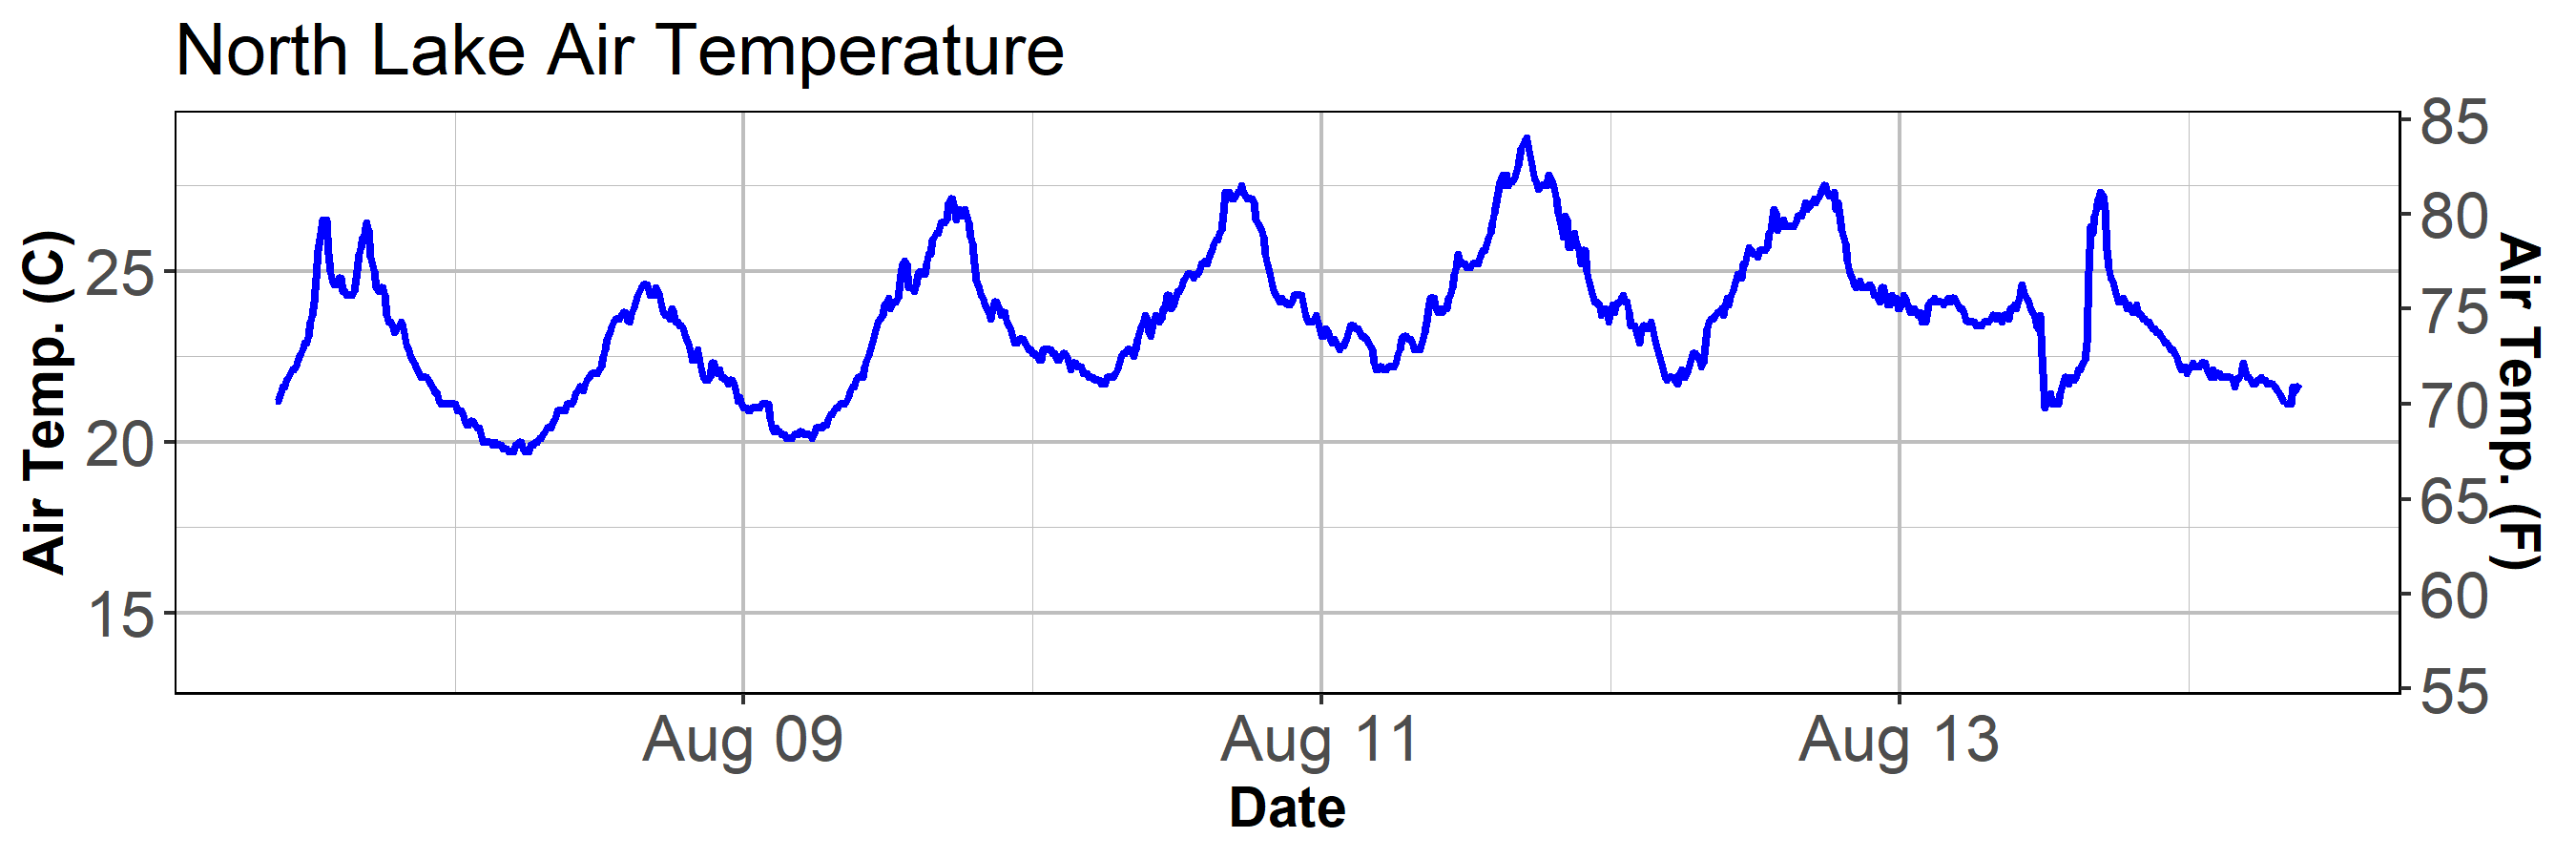 North Lake Air Temperature
Air Temp. (C)
25
20
15
85
80
75
70
65
60
55
Air Temp. (F)
Aug 09
Aug 11
Aug 13
Date